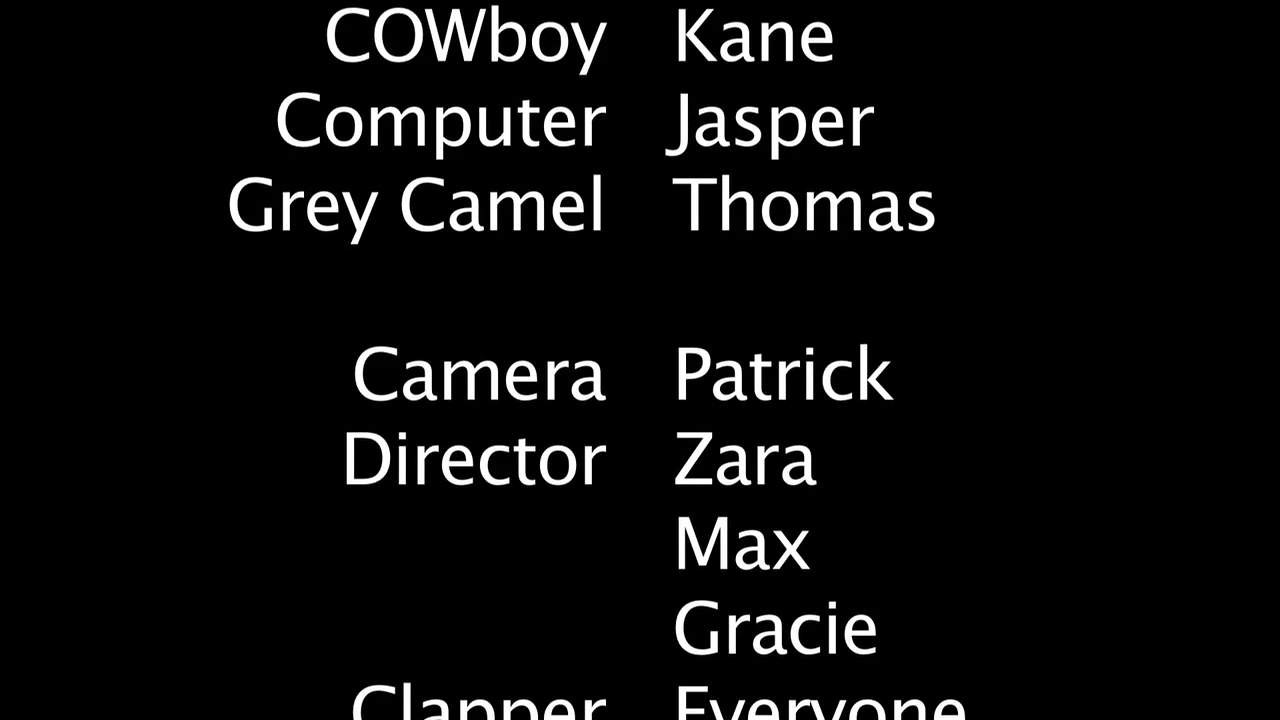 COWboy Kane
Computer Jasper
Grey Camel Thomas
Camera Patrick
Director Zara
Max
Gracie
Clapper Everyone